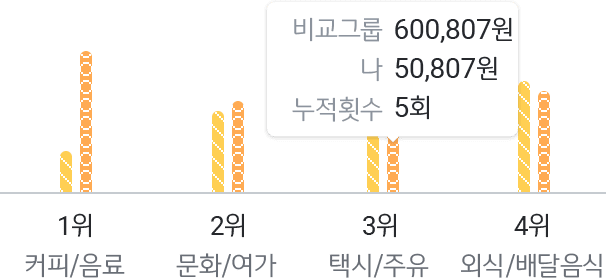 비교그룹 600,807원
나 50,807원
누적횟수 5회
1위 2위 3위 4위
커피/음료 문화/여가 택시/주유 외식/배달음식